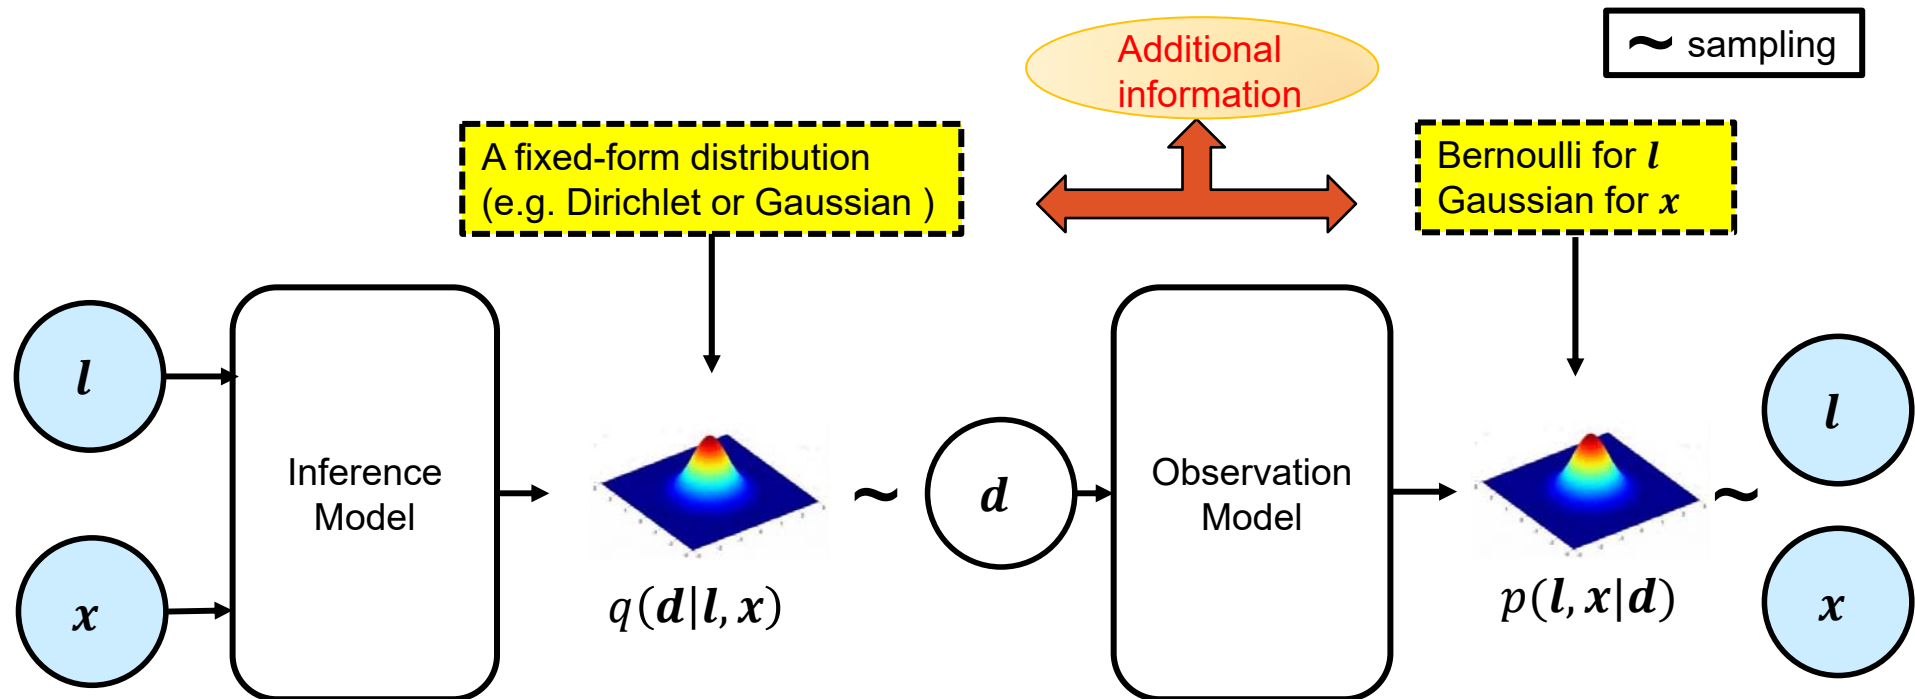 Additional
information
~ sampling
A fixed-form distribution
(e.g. Dirichlet or Gaussian )
Bernoulli for l
Gaussian for x
l
x
Inference
Model
q(d|l, x)
~
d
Observation
Model
p(l, x|d)
~
l
x